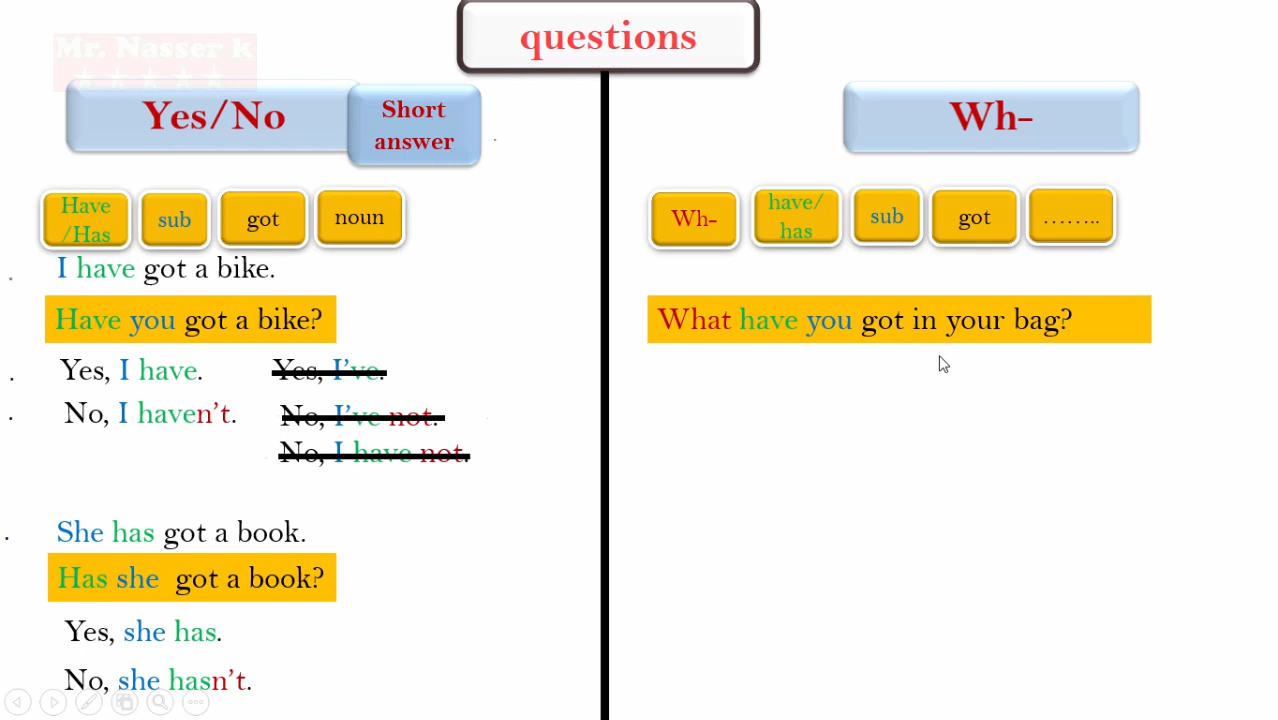 questions
Mr. Nasser k
Yes/No
Short
answer
Wh-
Have
/Has
sub
got
noun
I have got a bike.
Have you got a bike?
Yes, I have.
Yes, I've.
No, I haven't.
No, I've not.
No, I have not.
She has got a book.
Has she got a book?
Yes, she has.
No, she hasn't.
Wh-
have/
has
sub
got
……..
What have you got in your bag?